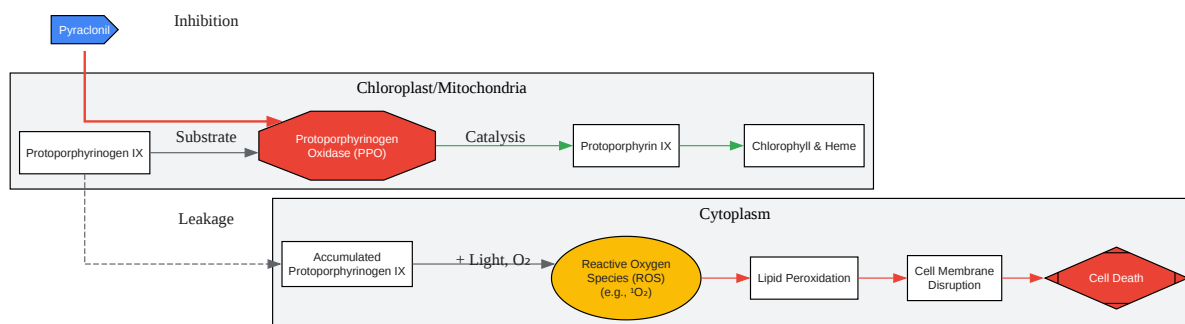 Inhibition
Pyraclonil
Chloroplast/Mitochondria
Protoporphyrinogen IX
Substrate
Protoporphyrinogen
Oxidase (PPO)
Catalysis
Protoporphyrin IX
Chlorophyll & Heme
Leakage
Cytoplasm
Accumulated
Protoporphyrinogen IX
+ Light, O₂
Reactive Oxygen
Species (ROS)
(e.g., ¹O₂)
Lipid Peroxidation
Cell Membrane
Disruption
Cell Death